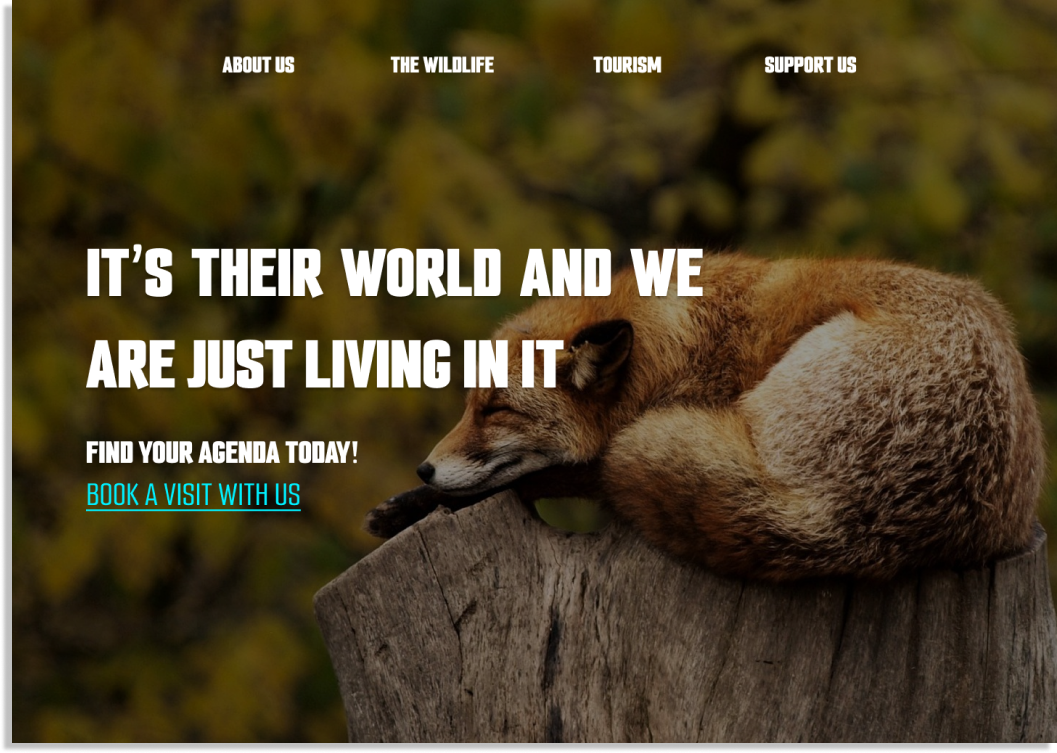 ABOUT US THE WILDLIFE TOURISM SUPPORT US
IT'S THEIR WORLD AND WE
ARE JUST LIVING IN IT
FIND YOUR AGENDA TODAY!
BOOK A VISIT WITH US